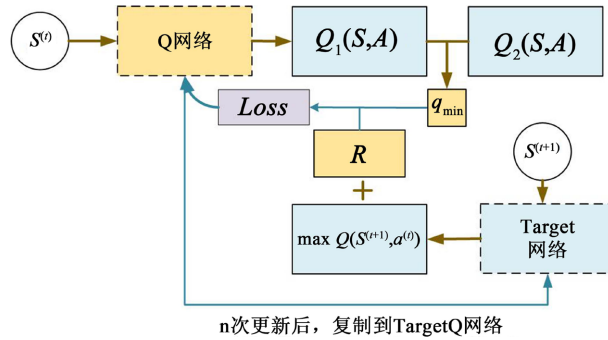 S^(t)
Q网络
Q₁(S,A)
Q₂(S,A)
Loss
q_min
R
S^(t+1)
+
max Q(S^(t+1),a^(t))
Target
网络
n次更新后，复制到TargetQ网络